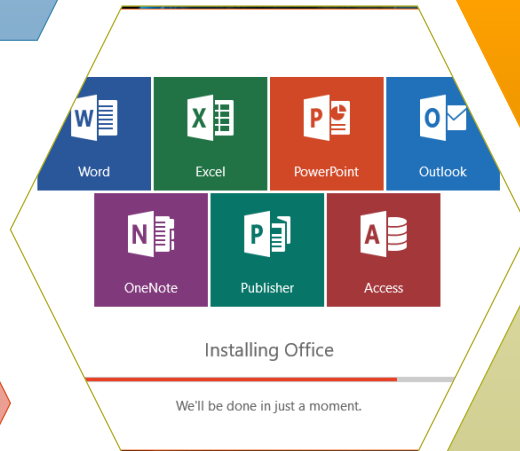 Word Excel PowerPoint Outlook
OneNote Publisher Access
Installing Office
We'll be done in just a moment.